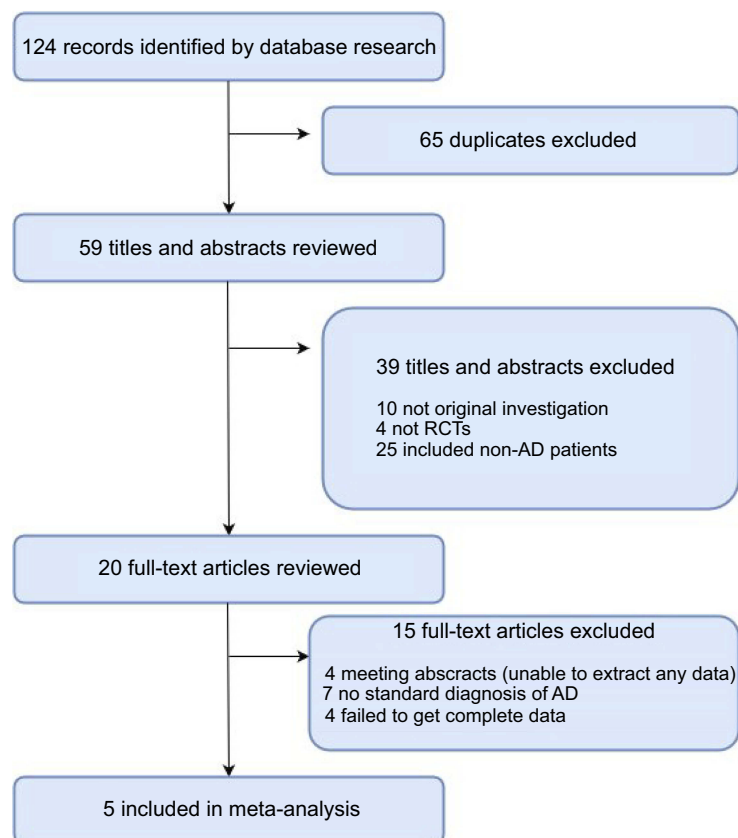 124 records identified by database research
65 duplicates excluded
59 titles and abstracts reviewed
39 titles and abstracts excluded
10 not original investigation
4 not RCTs
25 included non-AD patients
20 full-text articles reviewed
15 full-text articles excluded
4 meeting abscracts (unable to extract any data)
7 no standard diagnosis of AD
4 failed to get complete data
5 included in meta-analysis